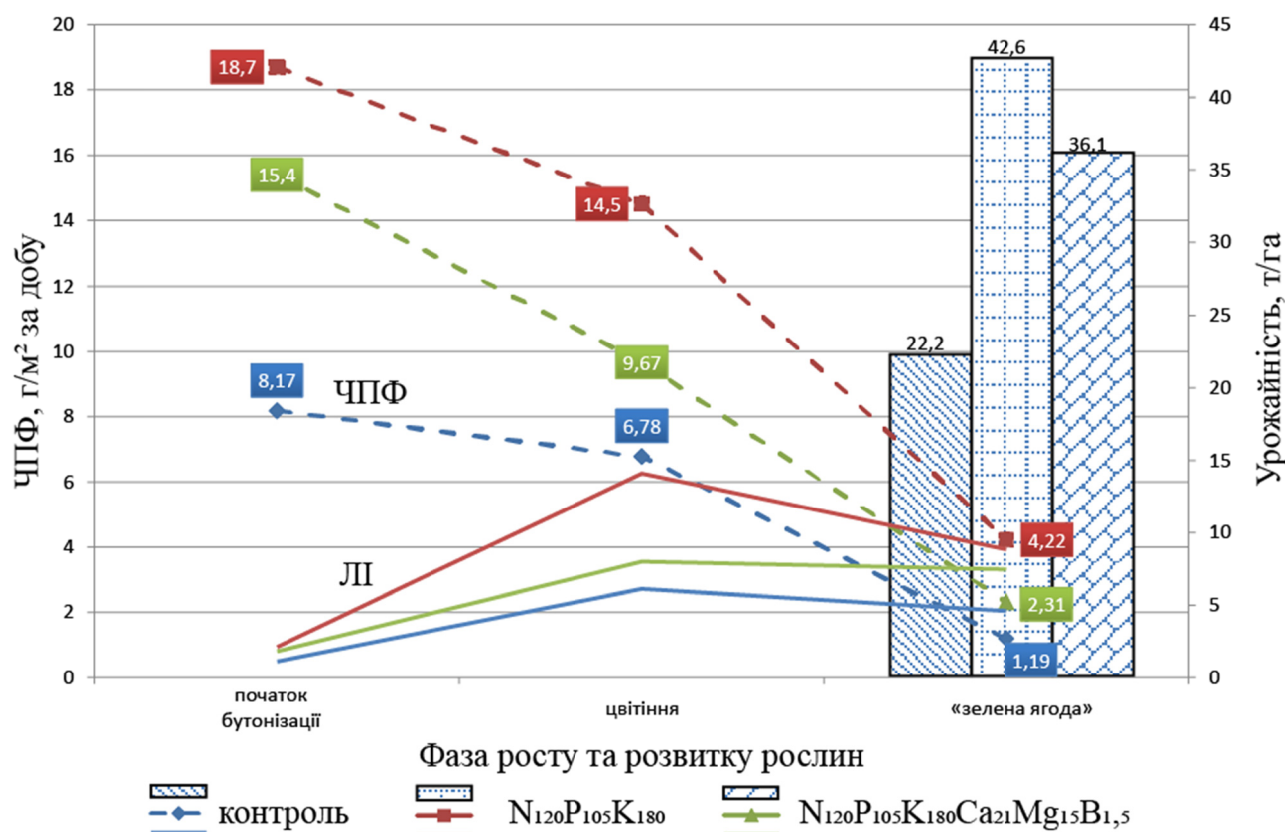 20
18
16
14
12
10
8
6
4
2
0
ЧПФ, г/м² за добу
45
40
35
30
25
20
15
10
5
0
Урожайність, т/га
18,7
15,4
8,17
14,5
9,67
6,78
4,22
2,31
1,19
22,2
42,6
36,1
ЧПФ
ЛІ
початок
бутонізації
цвітіння
«зелена ягода»
Фаза росту та розвитку рослин
контроль
N₁₂₀P₁₀₅K₁₈₀
N₁₂₀P₁₀₅K₁₈₀Ca₂₁Mg₁₅B₁,₅